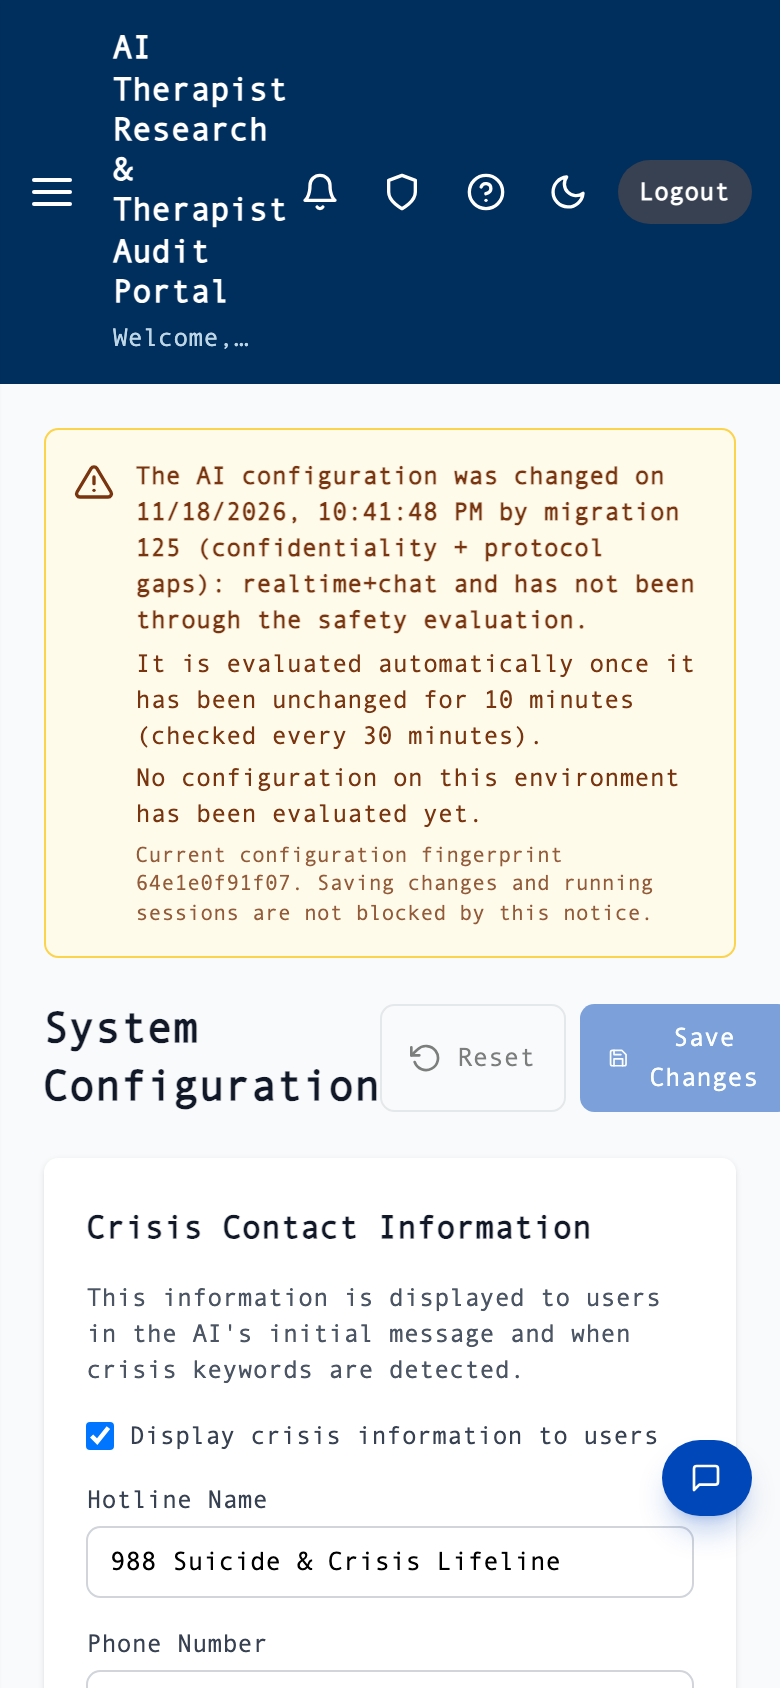 AI
Therapist
Research
&
Therapist
Audit
Portal
Welcome,…
Logout
The AI configuration was changed on
11/18/2026, 10:41:48 PM by migration
125 (confidentiality + protocol
gaps): realtime+chat and has not been
through the safety evaluation.
It is evaluated automatically once it
has been unchanged for 10 minutes
(checked every 30 minutes).
No configuration on this environment
has been evaluated yet.
Current configuration fingerprint
64e1e0f91f07. Saving changes and running
sessions are not blocked by this notice.
System
Configuration
Reset
Save
Changes
Crisis Contact Information
This information is displayed to users
in the AI's initial message and when
crisis keywords are detected.
Display crisis information to users
Hotline Name
988 Suicide & Crisis Lifeline
Phone Number